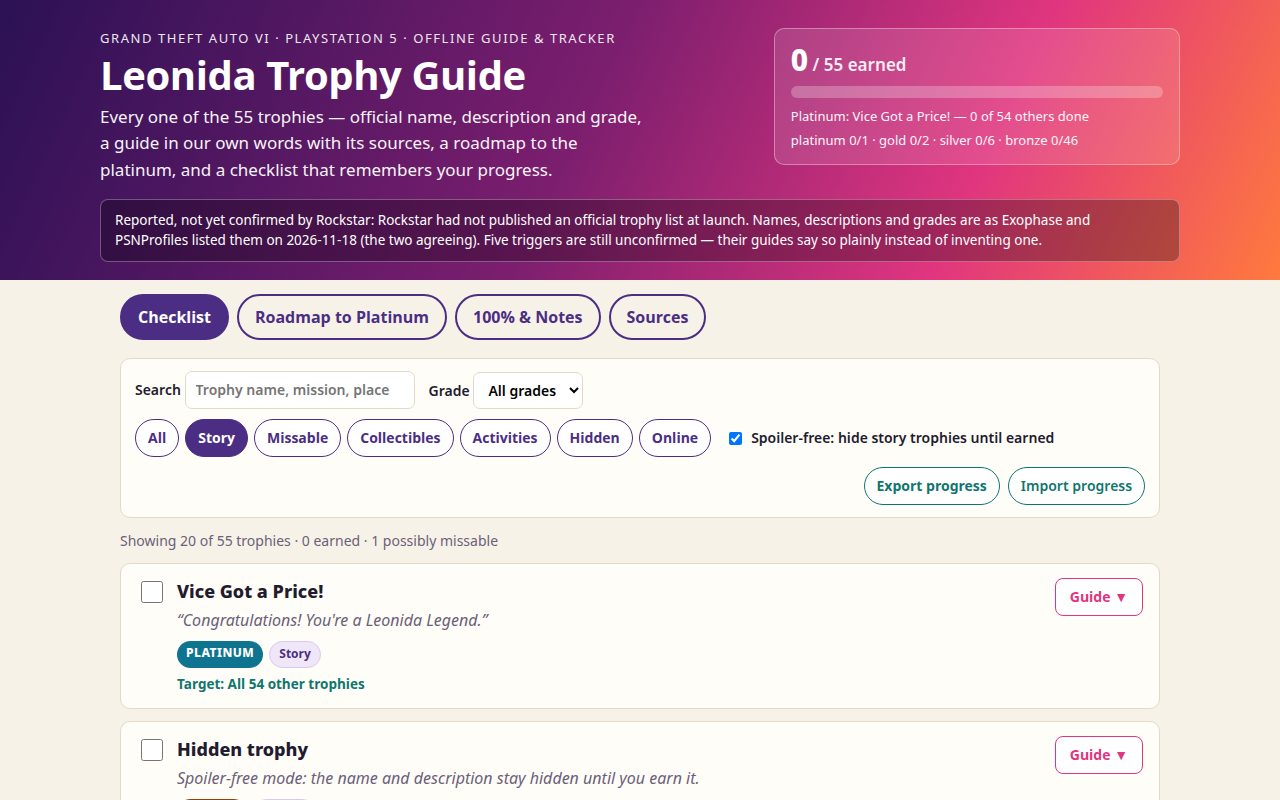 GRAND THEFT AUTO VI · PLAYSTATION 5 · OFFLINE GUIDE & TRACKER
Leonida Trophy Guide
Every one of the 55 trophies — official name, description and grade,
a guide in our own words with its sources, a roadmap to the
platinum, and a checklist that remembers your progress.
0 / 55 earned
Platinum: Vice Got a Price! — 0 of 54 others done
platinum 0/1 · gold 0/2 · silver 0/6 · bronze 0/46
Reported, not yet confirmed by Rockstar: Rockstar had not published an official trophy list at launch. Names, descriptions and grades are as Exophase and
PSNProfiles listed them on 2026-11-18 (the two agreeing). Five triggers are still unconfirmed — their guides say so plainly instead of inventing one.
Checklist Roadmap to Platinum 100% & Notes Sources
Search Trophy name, mission, place Grade All grades
All Story Missable Collectibles Activities Hidden Online Spoiler-free: hide story trophies until earned
Export progress Import progress
Showing 20 of 55 trophies · 0 earned · 1 possibly missable
Vice Got a Price! Guide ▼
“Congratulations! You're a Leonida Legend.”
PLATINUM Story
Target: All 54 other trophies
Hidden trophy Guide ▼
Spoiler-free mode: the name and description stay hidden until you earn it.